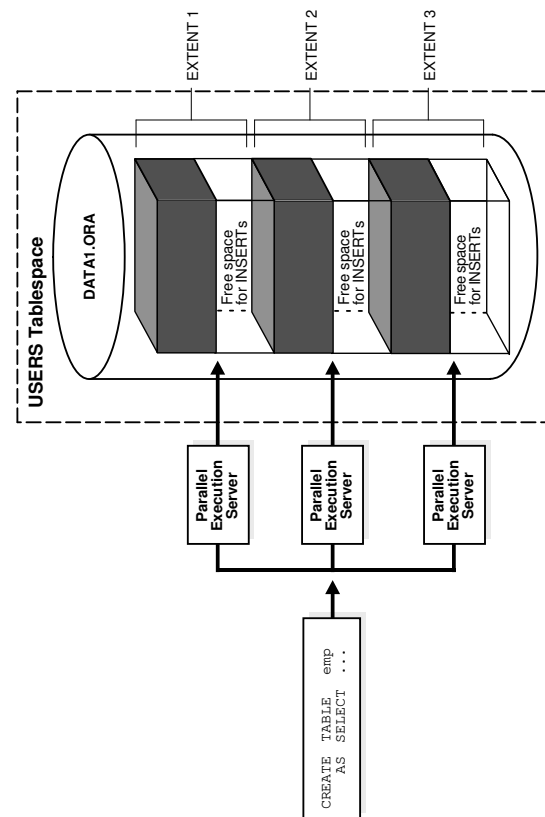 USERS Tablespace
DATA1.ORA
EXTENT 1
EXTENT 2
EXTENT 3
Free space
for INSERTs
Free space
for INSERTs
Free space
for INSERTs
Parallel
Execution
Server
Parallel
Execution
Server
Parallel
Execution
Server
CREATE TABLE emp
AS SELECT ...